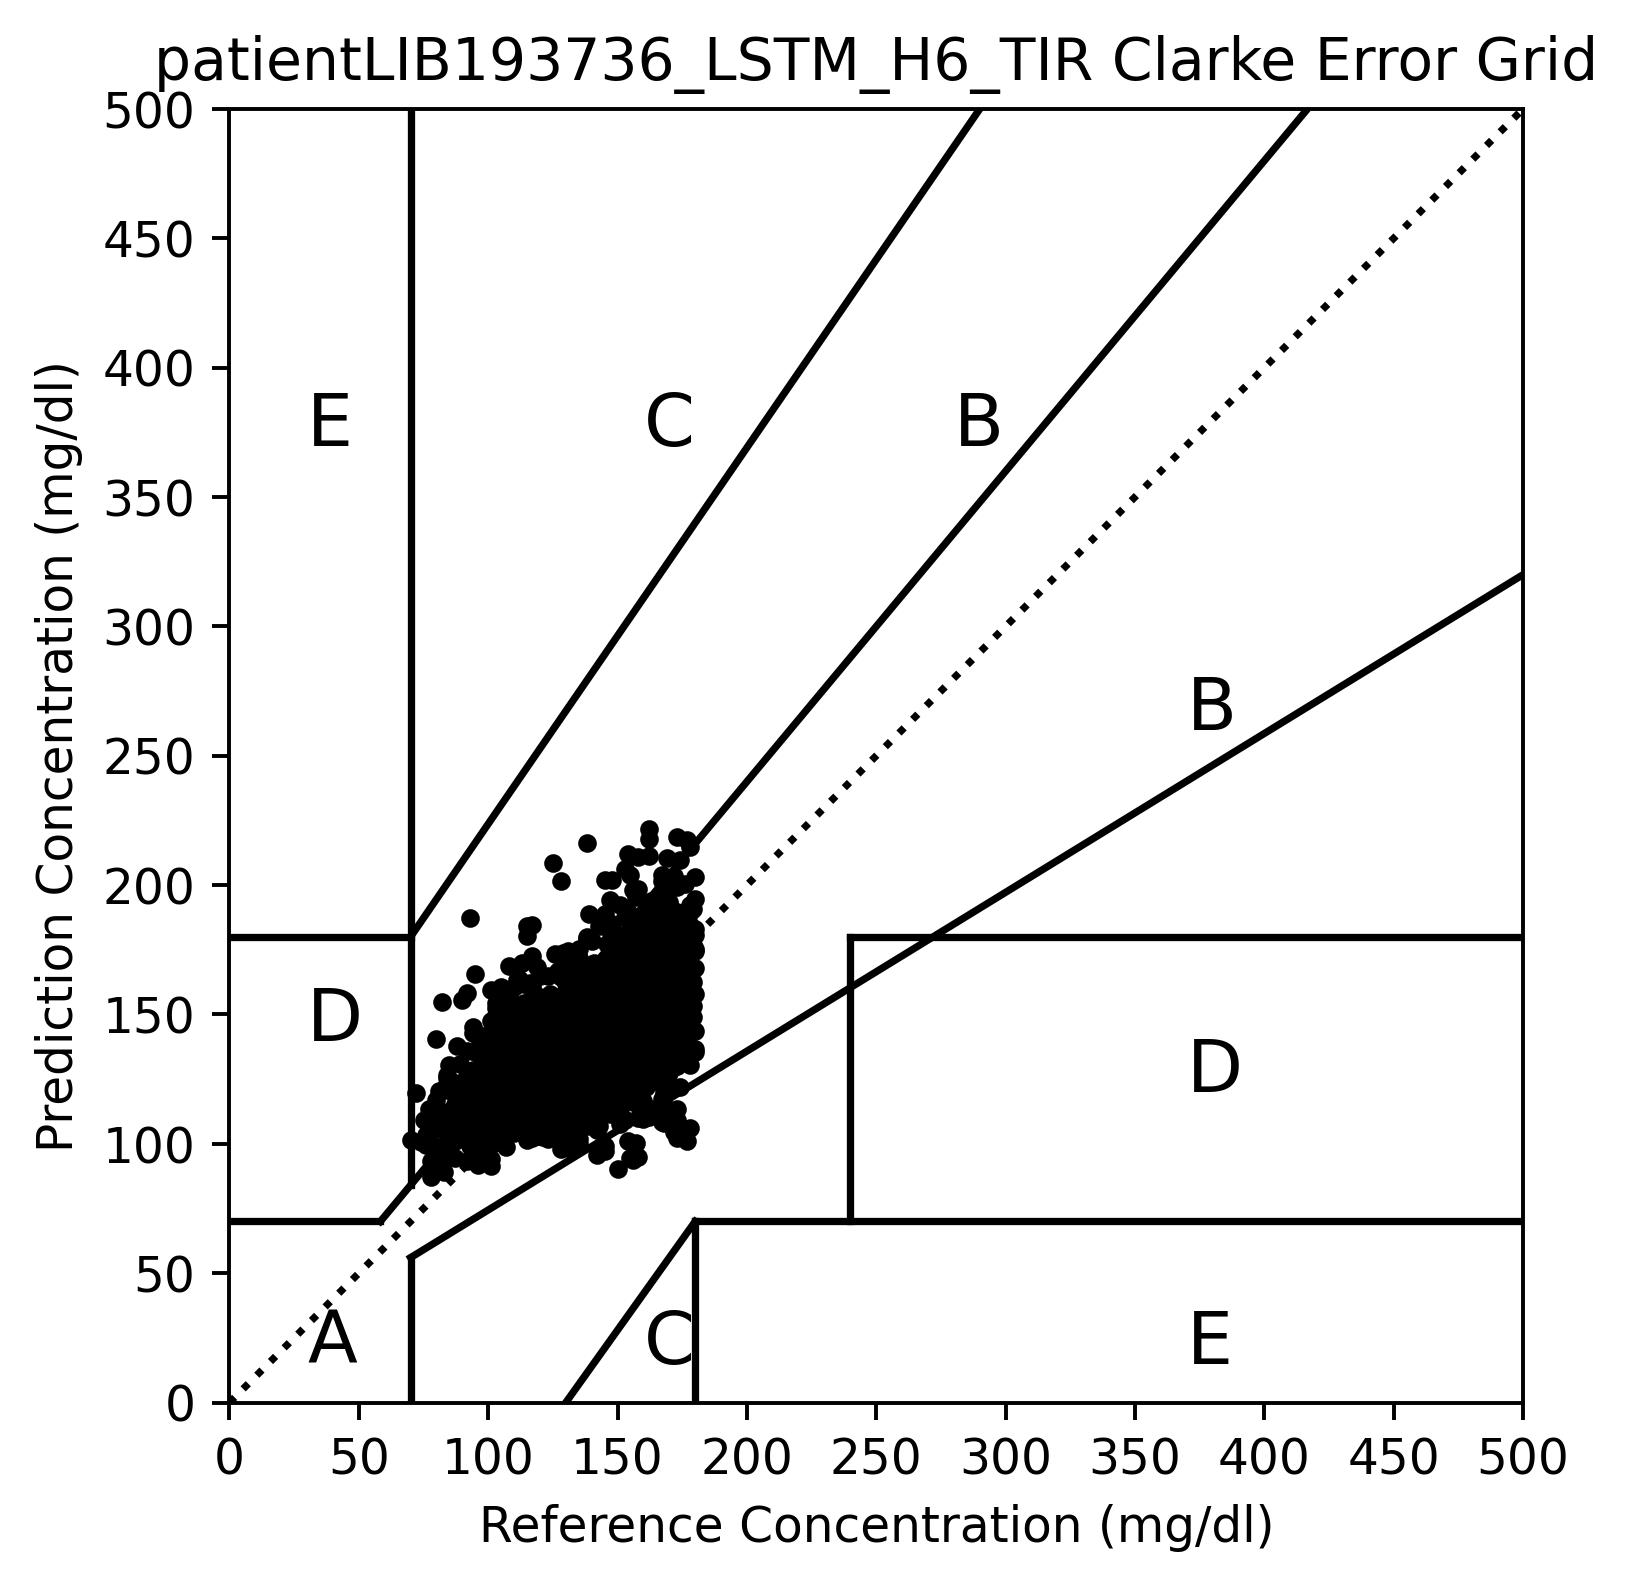 patientLIB193736_LSTM_H6_TIR Clarke Error Grid
500
450
400
350
300
250
200
150
100
50
0
Prediction Concentration (mg/dl)
E
C
B
B
D
D
A
C
E
0 50 100 150 200 250 300 350 400 450 500
Reference Concentration (mg/dl)